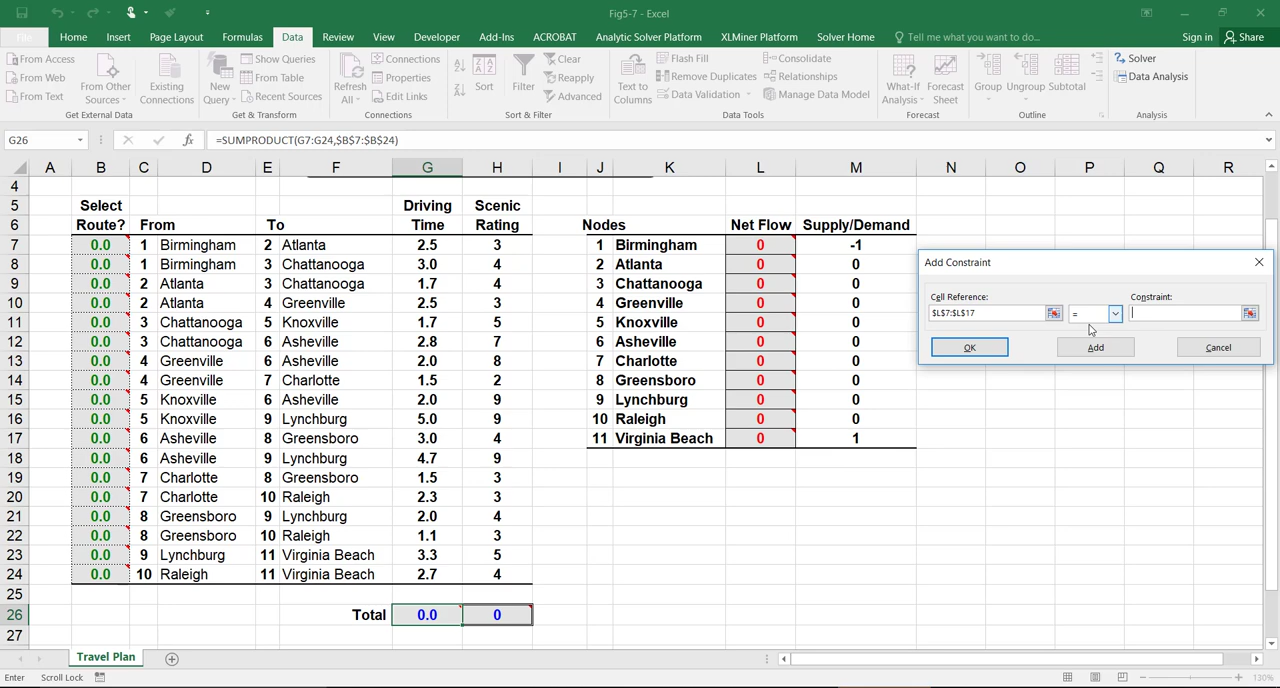 Fig5-7 - Excel
File Home Insert Page Layout Formulas Data Review View Developer Add-Ins ACROBAT Analytic Solver Platform XLMiner Platform Solver Home Tell me what you want to do... Sign in Share
From Access
From Web
From Text
From Other Sources
Existing Connections
Get External Data
New Query
Show Queries
From Table
Recent Sources
Get & Transform
Refresh All
Connections
Properties
Edit Links
Connections
Sort
Filter
Clear
Reapply
Advanced
Sort & Filter
Text to Columns
Flash Fill
Remove Duplicates
Data Validation
Consolidate
Relationships
Manage Data Model
Data Tools
What-If Analysis
Forecast Sheet
Forecast
Group
Ungroup
Subtotal
Outline
Solver
Data Analysis
Analysis
G26 fx =SUMPRODUCT(G7:G24,$B$7:$B$24)
A B C D E F G H I J K L M N O P Q R
4
5 Select Driving Scenic
6 Route? From To Time Rating Nodes Net Flow Supply/Demand
7 0.0 1 Birmingham 2 Atlanta 2.5 3 1 Birmingham 0 -1
8 0.0 1 Birmingham 3 Chattanooga 3.0 4 2 Atlanta 0 0
9 0.0 2 Atlanta 3 Chattanooga 1.7 4 3 Chattanooga 0 0
10 0.0 2 Atlanta 4 Greenville 2.5 3 4 Greenville 0 0
11 0.0 3 Chattanooga 5 Knoxville 1.7 5 5 Knoxville 0 0
12 0.0 3 Chattanooga 6 Asheville 2.8 7 6 Asheville 0 0
13 0.0 4 Greenville 6 Asheville 2.0 8 7 Charlotte 0 0
14 0.0 4 Greenville 7 Charlotte 1.5 2 8 Greensboro 0 0
15 0.0 5 Knoxville 6 Asheville 2.0 9 9 Lynchburg 0 0
16 0.0 5 Knoxville 9 Lynchburg 5.0 9 10 Raleigh 0 0
17 0.0 6 Asheville 8 Greensboro 3.0 4 11 Virginia Beach 0 1
18 0.0 6 Asheville 9 Lynchburg 4.7 9
19 0.0 7 Charlotte 8 Greensboro 1.5 3
20 0.0 7 Charlotte 10 Raleigh 2.3 3
21 0.0 8 Greensboro 9 Lynchburg 2.0 4
22 0.0 8 Greensboro 10 Raleigh 1.1 3
23 0.0 9 Lynchburg 11 Virginia Beach 3.3 5
24 0.0 10 Raleigh 11 Virginia Beach 2.7 4
25
26 Total 0.0 0
27
Add Constraint
Cell Reference: Constraint:
$L$7:$L$17 =
OK Add Cancel
Travel Plan
Enter Scroll Lock 130%